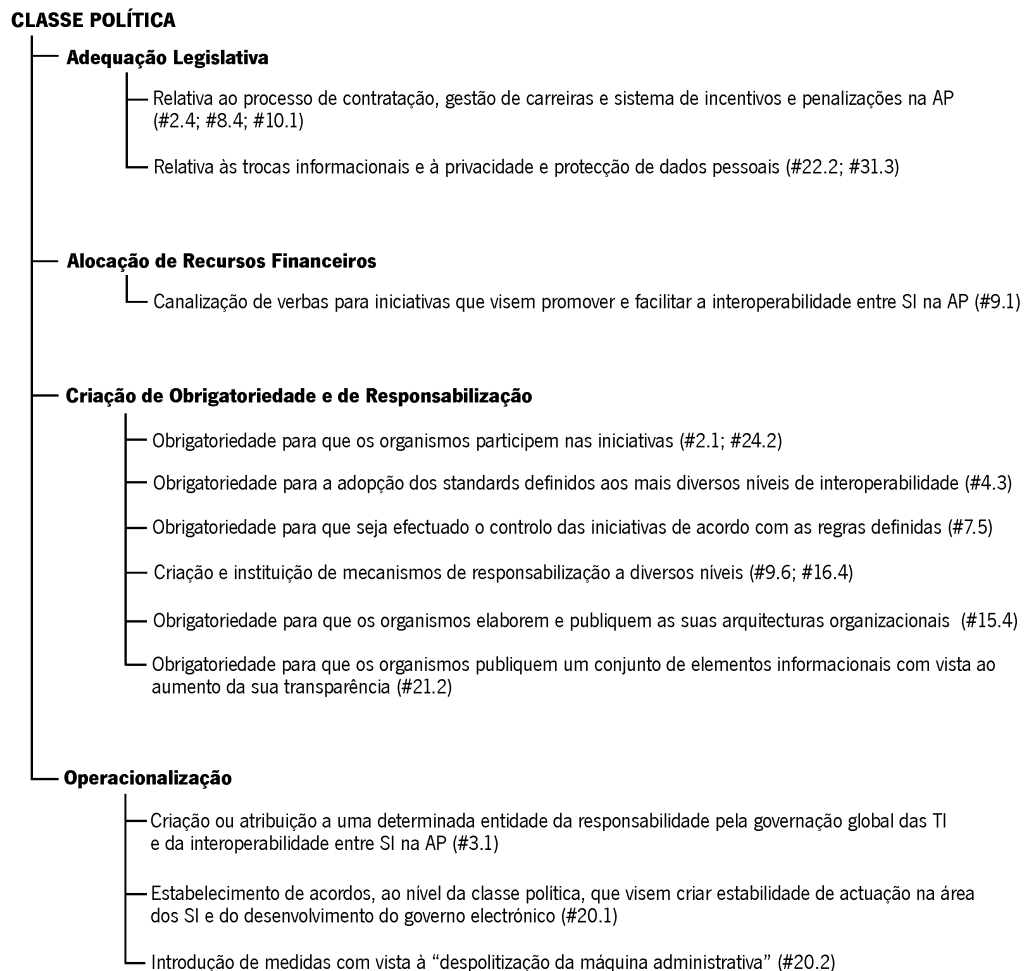 CLASSE POLÍTICA
Adequação Legislativa
Relativa ao processo de contratação, gestão de carreiras e sistema de incentivos e penalizações na AP
(#2.4; #8.4; #10.1)
Relativa às trocas informacionais e à privacidade e protecção de dados pessoais (#22.2; #31.3)
Alocação de Recursos Financeiros
Canalização de verbas para iniciativas que visem promover e facilitar a interoperabilidade entre SI na AP (#9.1)
Criação de Obrigatoriedade e de Responsabilização
Obrigatoriedade para que os organismos participem nas iniciativas (#2.1; #24.2)
Obrigatoriedade para a adopção dos standards definidos aos mais diversos níveis de interoperabilidade (#4.3)
Obrigatoriedade para que seja efectuado o controlo das iniciativas de acordo com as regras definidas (#7.5)
Criação e instituição de mecanismos de responsabilização a diversos níveis (#9.6; #16.4)
Obrigatoriedade para que os organismos elaborem e publiquem as suas arquitecturas organizacionais (#15.4)
Obrigatoriedade para que os organismos publiquem um conjunto de elementos informacionais com vista ao
aumento da sua transparência (#21.2)
Operacionalização
Criação ou atribuição a uma determinada entidade da responsabilidade pela governação global das TI
e da interoperabilidade entre SI na AP (#3.1)
Estabelecimento de acordos, ao nível da classe política, que visem criar estabilidade de actuação na área
dos SI e do desenvolvimento do governo electrónico (#20.1)
Introdução de medidas com vista à “despolitização da máquina administrativa” (#20.2)